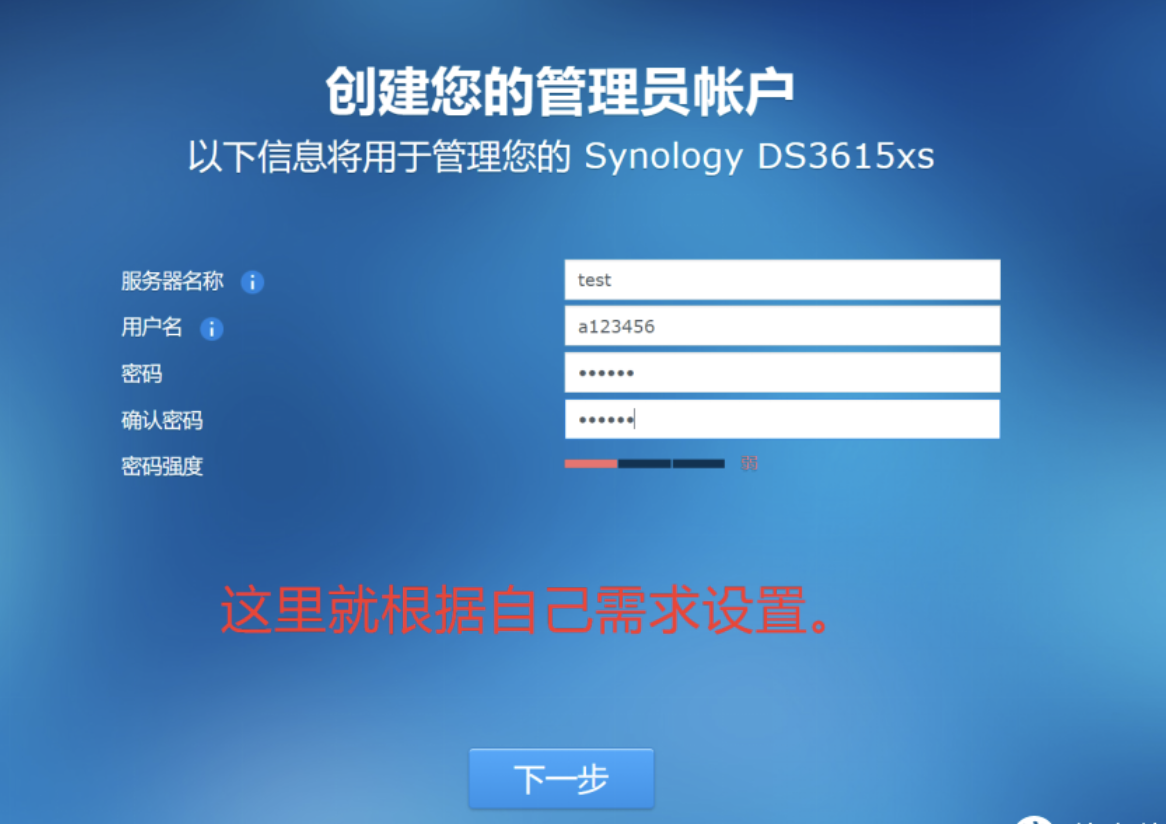 创建您的管理员帐户
以下信息将用于管理您的 Synology DS3615xs
服务器名称 test
用户名 a123456
密码 ••••••
确认密码 ••••••
密码强度 弱
这里就根据自己需求设置。
下一步